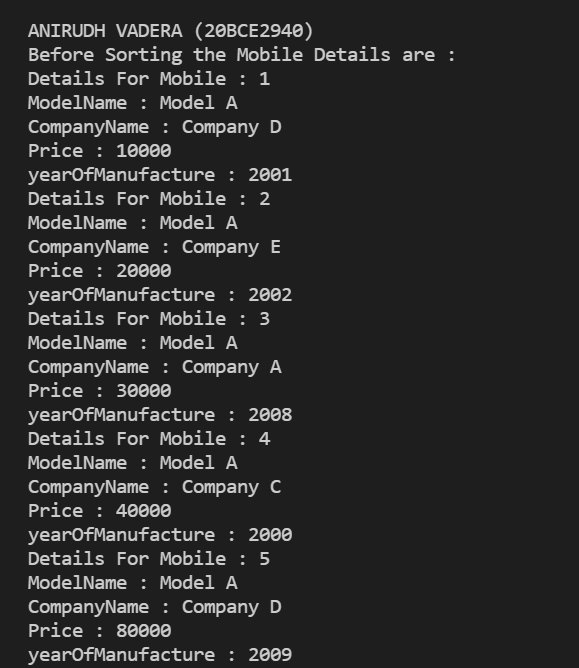 ANIRUDH VADERA (20BCE2940)
Before Sorting the Mobile Details are :
Details For Mobile : 1
ModelName : Model A
CompanyName : Company D
Price : 10000
yearOfManufacture : 2001
Details For Mobile : 2
ModelName : Model A
CompanyName : Company E
Price : 20000
yearOfManufacture : 2002
Details For Mobile : 3
ModelName : Model A
CompanyName : Company A
Price : 30000
yearOfManufacture : 2008
Details For Mobile : 4
ModelName : Model A
CompanyName : Company C
Price : 40000
yearOfManufacture : 2000
Details For Mobile : 5
ModelName : Model A
CompanyName : Company D
Price : 80000
yearOfManufacture : 2009